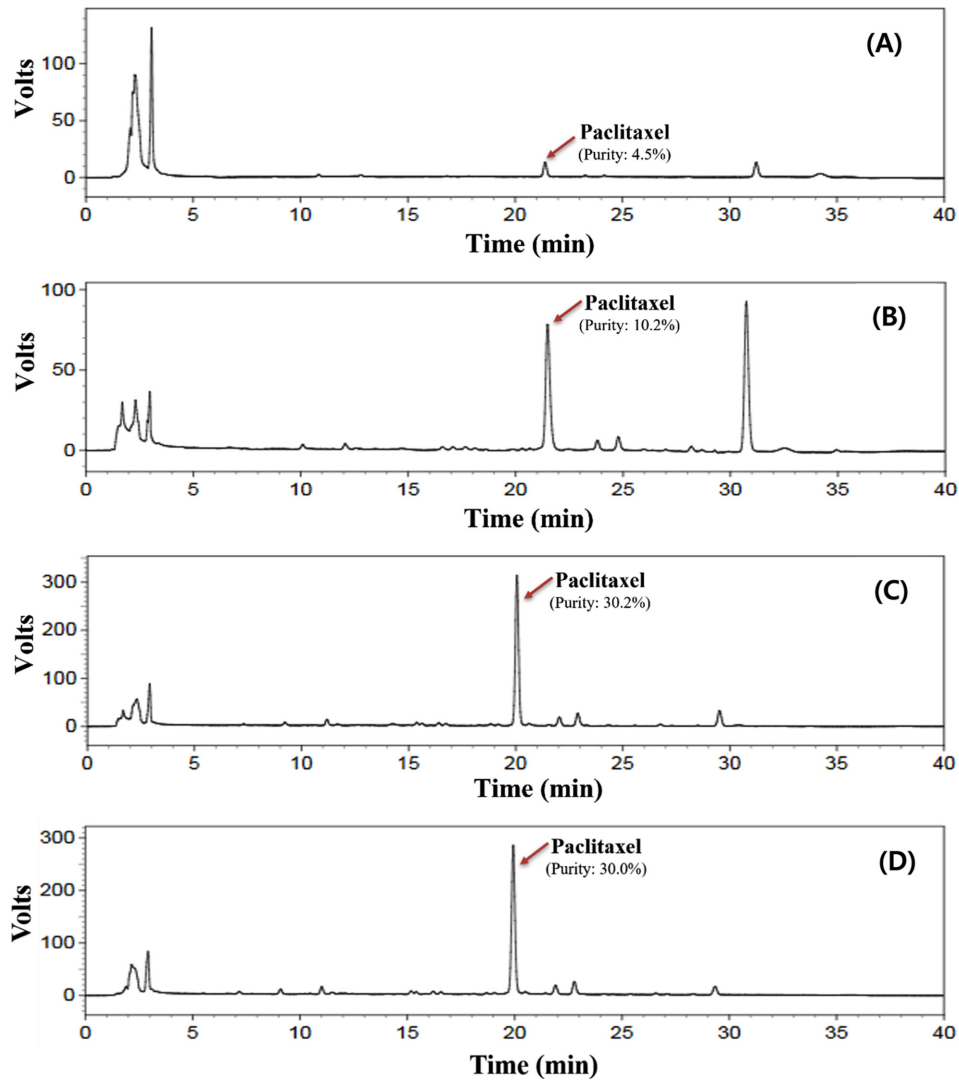 (A)
Volts
100
50
0
Paclitaxel
(Purity: 4.5%)
0 5 10 15 20 25 30 35 40
Time (min)
(B)
Volts
100
50
0
Paclitaxel
(Purity: 10.2%)
0 5 10 15 20 25 30 35 40
Time (min)
(C)
Volts
300
200
100
0
Paclitaxel
(Purity: 30.2%)
0 5 10 15 20 25 30 35 40
Time (min)
(D)
Volts
300
200
100
0
Paclitaxel
(Purity: 30.0%)
0 5 10 15 20 25 30 35 40
Time (min)